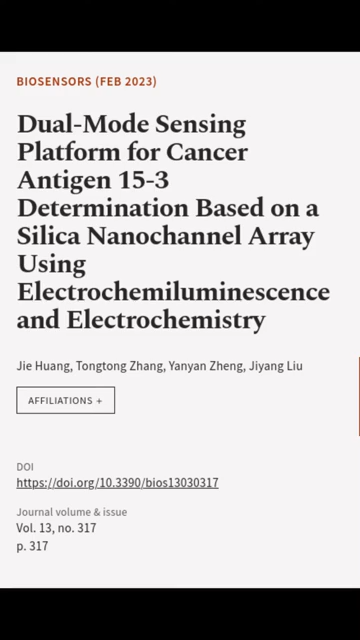 BIOSENSORS (FEB 2023)
Dual-Mode Sensing
Platform for Cancer
Antigen 15-3
Determination Based on a
Silica Nanochannel Array
Using
Electrochemiluminescence
and Electrochemistry
Jie Huang, Tongtong Zhang, Yanyan Zheng, Jiyang Liu
AFFILIATIONS +
DOI
https://doi.org/10.3390/bios13030317
Journal volume & issue
Vol. 13, no. 317
p. 317